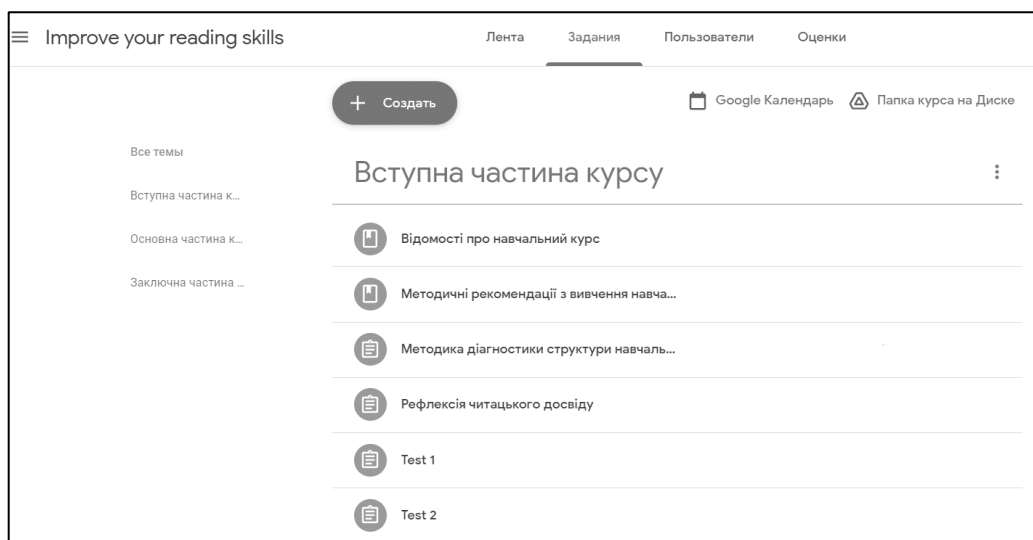 Improve your reading skills
Лента Задания Пользователи Оценки
+ Создать
Google Календарь Папка курса на Диске
Все темы
Вступна частина к...
Основна частина к...
Заключна частина ...
Вступна частина курсу
Відомості про навчальний курс
Методичні рекомендації з вивчення навча...
Методика діагностики структури навчаль...
Рефлексія читацького досвіду
Test 1
Test 2